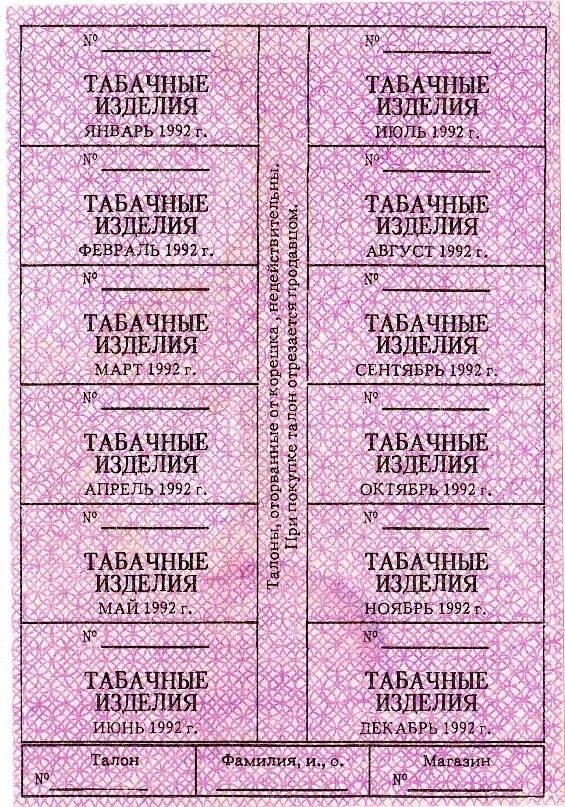 №
ТАБАЧНЫЕ
ИЗДЕЛИЯ
ЯНВАРЬ 1992 г.
№
ТАБАЧНЫЕ
ИЗДЕЛИЯ
ФЕВРАЛЬ 1992 г.
№
ТАБАЧНЫЕ
ИЗДЕЛИЯ
МАРТ 1992 г.
№
ТАБАЧНЫЕ
ИЗДЕЛИЯ
АПРЕЛЬ 1992 г.
№
ТАБАЧНЫЕ
ИЗДЕЛИЯ
МАЙ 1992 г.
№
ТАБАЧНЫЕ
ИЗДЕЛИЯ
ИЮНЬ 1992 г.
Талоны, оторванные от корешка, недействительны.
При покупке талон отрезается продавцом.
№
ТАБАЧНЫЕ
ИЗДЕЛИЯ
ИЮЛЬ 1992 г.
№
ТАБАЧНЫЕ
ИЗДЕЛИЯ
АВГУСТ 1992 г.
№
ТАБАЧНЫЕ
ИЗДЕЛИЯ
СЕНТЯБРЬ 1992 г.
№
ТАБАЧНЫЕ
ИЗДЕЛИЯ
ОКТЯБРЬ 1992 г.
№
ТАБАЧНЫЕ
ИЗДЕЛИЯ
НОЯБРЬ 1992 г.
№
ТАБАЧНЫЕ
ИЗДЕЛИЯ
ДЕКАБРЬ 1992 г.
Талон
№
Фамилия, и., о.
Магазин
№